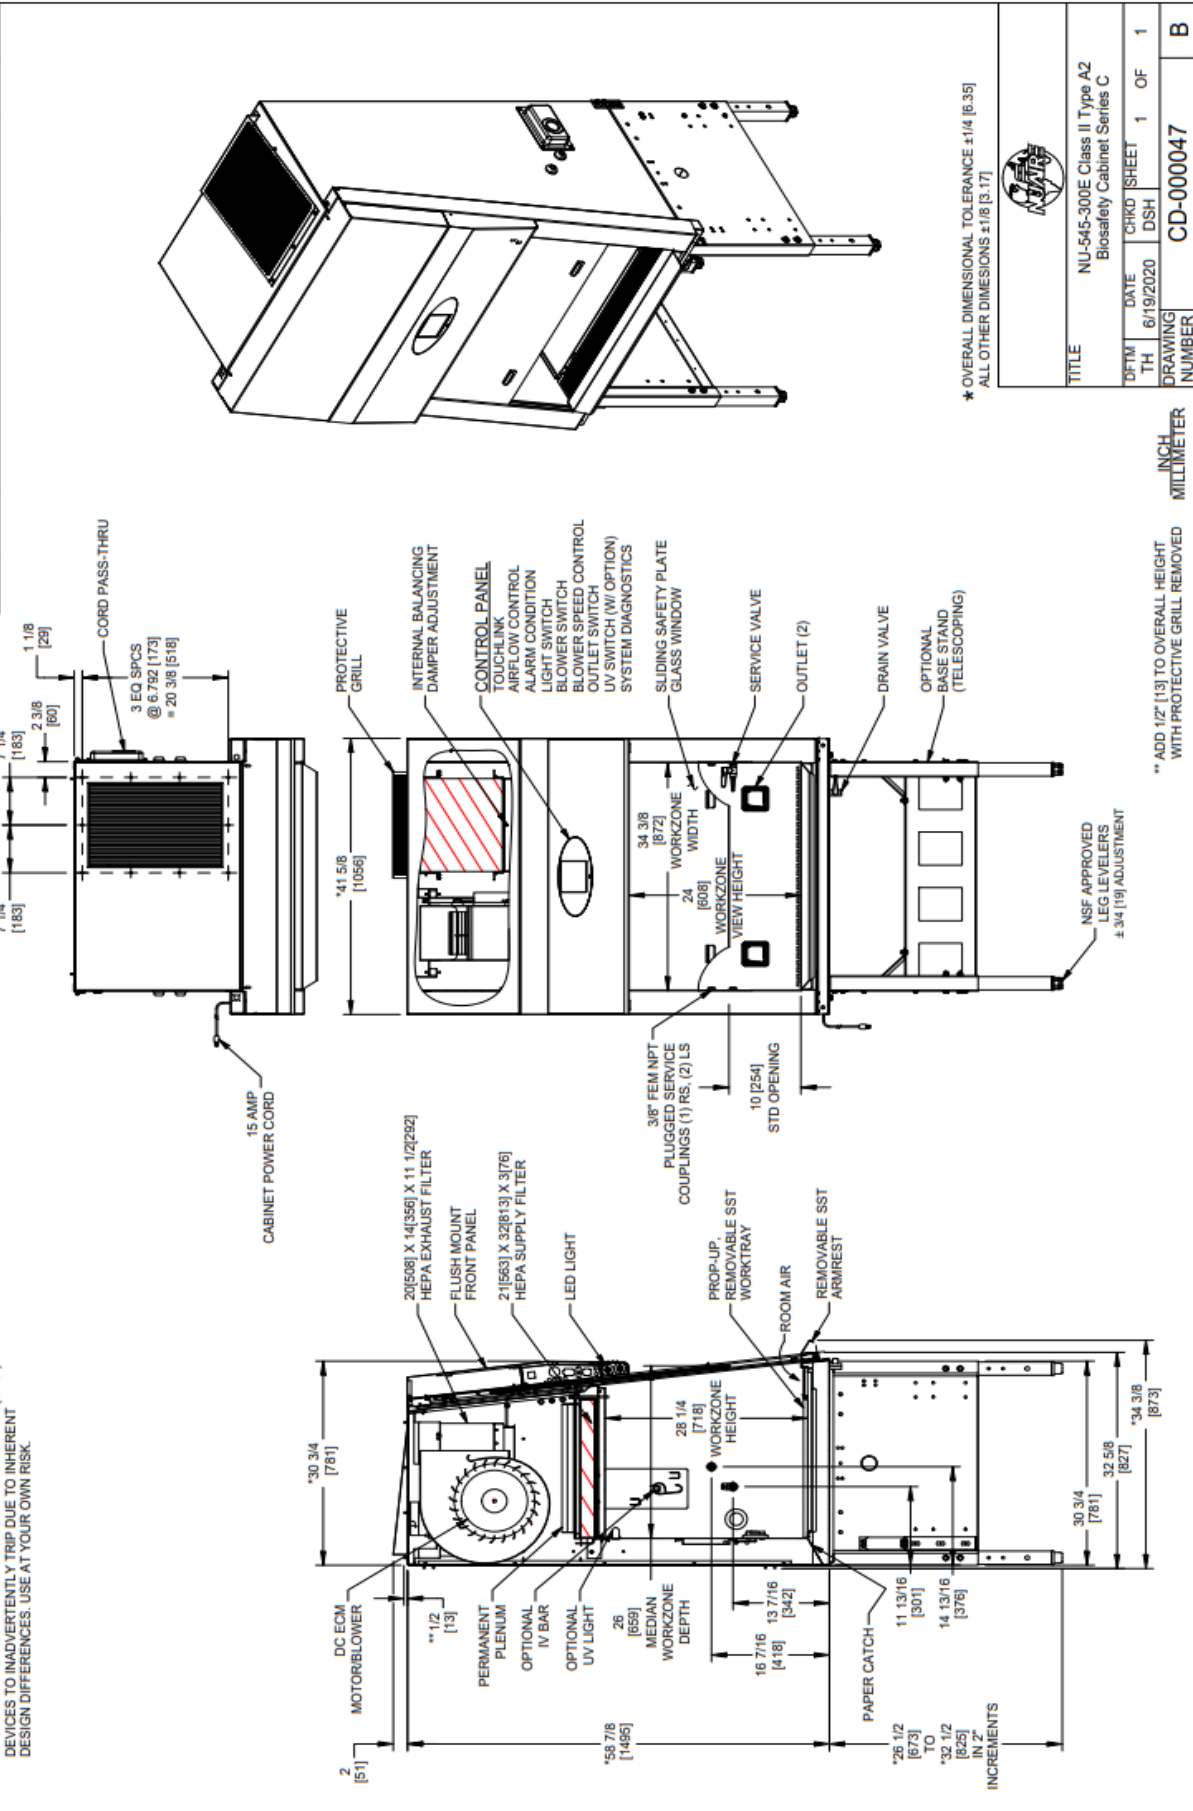 DEVICES TO INADVERTENTLY TRIP DUE TO INHERENT
DESIGN DIFFERENCES. USE AT YOUR OWN RISK.
2
[51]
*58 7/8
[1495]
*26 1/2
[673]
TO
*32 1/2
[825]
IN 2"
INCREMENTS
DC ECM
MOTOR/BLOWER
** 1/2
[13]
PERMANENT
PLENUM
OPTIONAL
IV BAR
OPTIONAL
UV LIGHT
26
[659]
MEDIAN
WORKZONE
DEPTH
16 7/16
[418]
13 7/16
[342]
PAPER CATCH
11 13/16
[301]
14 13/16
[376]
*30 3/4
[781]
28 1/4
[718]
WORKZONE
HEIGHT
30 3/4
[781]
32 5/8
[827]
*34 3/8
[873]
20[508] X 14[356] X 11 1/2[292]
HEPA EXHAUST FILTER
FLUSH MOUNT
FRONT PANEL
21[563] X 32[813] X 3[76]
HEPA SUPPLY FILTER
LED LIGHT
PROP-UP,
REMOVABLE SST
WORKTRAY
ROOM AIR
REMOVABLE SST
ARMREST
15 AMP
CABINET POWER CORD
7 1/4
[183]
7 1/4
[183]
2 3/8
[60]
1 1/8
[29]
3 EQ SPCS
@ 6.792 [173]
= 20 3/8 [518]
CORD PASS-THRU
*41 5/8
[1056]
34 3/8
[872]
WORKZONE
WIDTH
24
[608]
WORKZONE
VIEW HEIGHT
3/8" FEM NPT
PLUGGED SERVICE
COUPLINGS (1) RS, (2) LS
10 [254]
STD OPENING
NSF APPROVED
LEG LEVELERS
± 3/4 [19] ADJUSTMENT
PROTECTIVE
GRILL
INTERNAL BALANCING
DAMPER ADJUSTMENT
CONTROL PANEL
TOUCHLINK
AIRFLOW CONTROL
ALARM CONDITION
LIGHT SWITCH
BLOWER SWITCH
BLOWER SPEED CONTROL
OUTLET SWITCH
UV SWITCH (W/ OPTION)
SYSTEM DIAGNOSTICS
SLIDING SAFETY PLATE
GLASS WINDOW
SERVICE VALVE
OUTLET (2)
DRAIN VALVE
OPTIONAL
BASE STAND
(TELESCOPING)
** ADD 1/2" [13] TO OVERALL HEIGHT
WITH PROTECTIVE GRILL REMOVED
INCH
MILLIMETER
* OVERALL DIMENSIONAL TOLERANCE ±1/4 [6.35]
ALL OTHER DIMESIONS ±1/8 [3.17]
NUAIRE
TITLE
NU-545-300E Class II Type A2
Biosafety Cabinet Series C
DFTM
TH
DATE
6/19/2020
CHKD
DSH
SHEET 1 OF 1
DRAWING
NUMBER
CD-000047
B